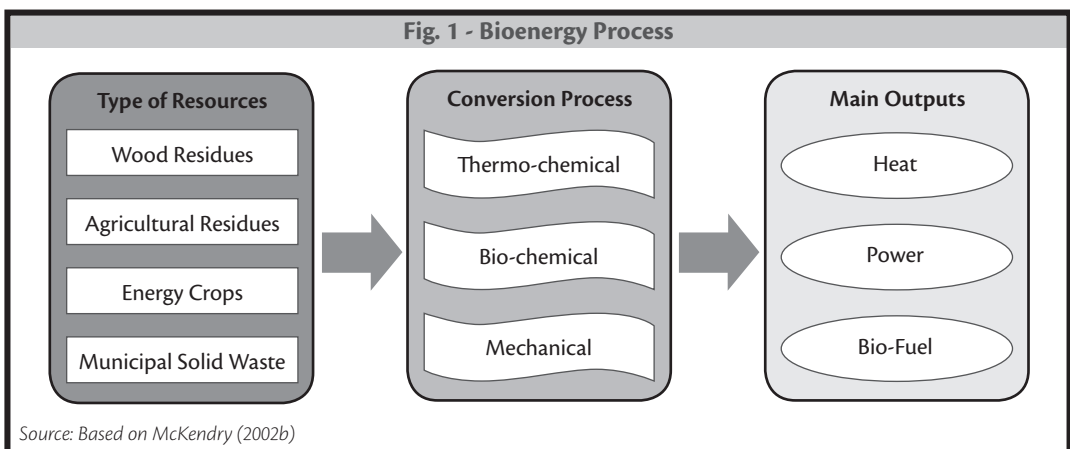 Fig. 1 - Bioenergy Process
Type of Resources
Wood Residues
Agricultural Residues
Energy Crops
Municipal Solid Waste
Conversion Process
Thermo-chemical
Bio-chemical
Mechanical
Main Outputs
Heat
Power
Bio-Fuel
Source: Based on McKendry (2002b)